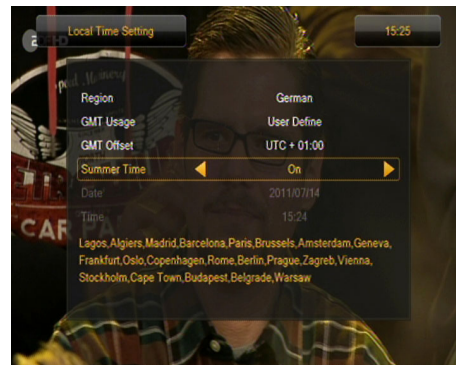 Local Time Setting
15:25
Region German
GMT Usage User Define
GMT Offset UTC + 01:00
Summer Time On
Date 2011/07/14
Time 15:24
Lagos,Algiers,Madrid,Barcelona,Paris,Brussels,Amsterdam,Geneva,
Frankfurt,Oslo,Copenhagen,Rome,Berlin,Prague,Zagreb,Vienna,
Stockholm,Cape Town,Budapest,Belgrade,Warsaw
CAR